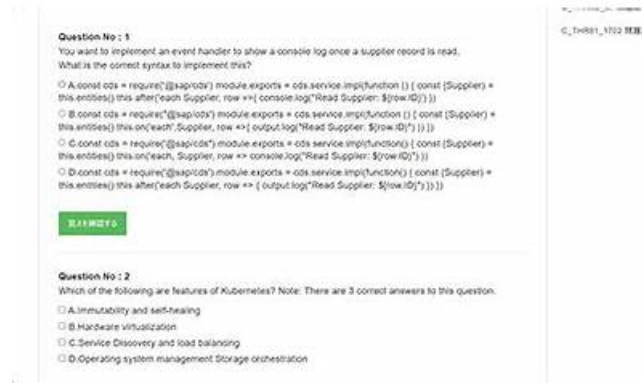 C_THR81_1702 問題
Question No : 1
You want to implement an event handler to show a console log once a supplier record is read.
What is the correct syntax to implement this?
A.const cds = require('@sap/cds') module.exports = cds.service.impl(function () { const {Supplier} =
this.entities() this.after('each Supplier, row =>{ console.log("Read Supplier: ${row.ID}') })
B.const cds = require("@sap/cds') module.exports = cds.service.impl(function () { const {Supplier} =
this.entities() this.on('each",Supplier, row =>{ output.log("Read Supplier: ${row.ID}") }) })
C.const cds = require('@sap/cds") module.exports = cds.service.impl(function() { const {Supplier} =
this.entities() this.on('each, Supplier, row => console.log("Read Supplier: ${row.ID}") })
D.const cds = require('@sap/cds') module.exports = cds.service.impl(function() { const {Supplier} =
this.entities() this.after('each Supplier, row => { output.log("Read Supplier: ${row.ID}") }) })
Question No : 2
Which of the following are features of Kubernetes? Note: There are 3 correct answers to this question.
A.Immutability and self-healing
B.Hardware virtualization
C.Service Discovery and load balancing
D.Operating system management Storage orchestration